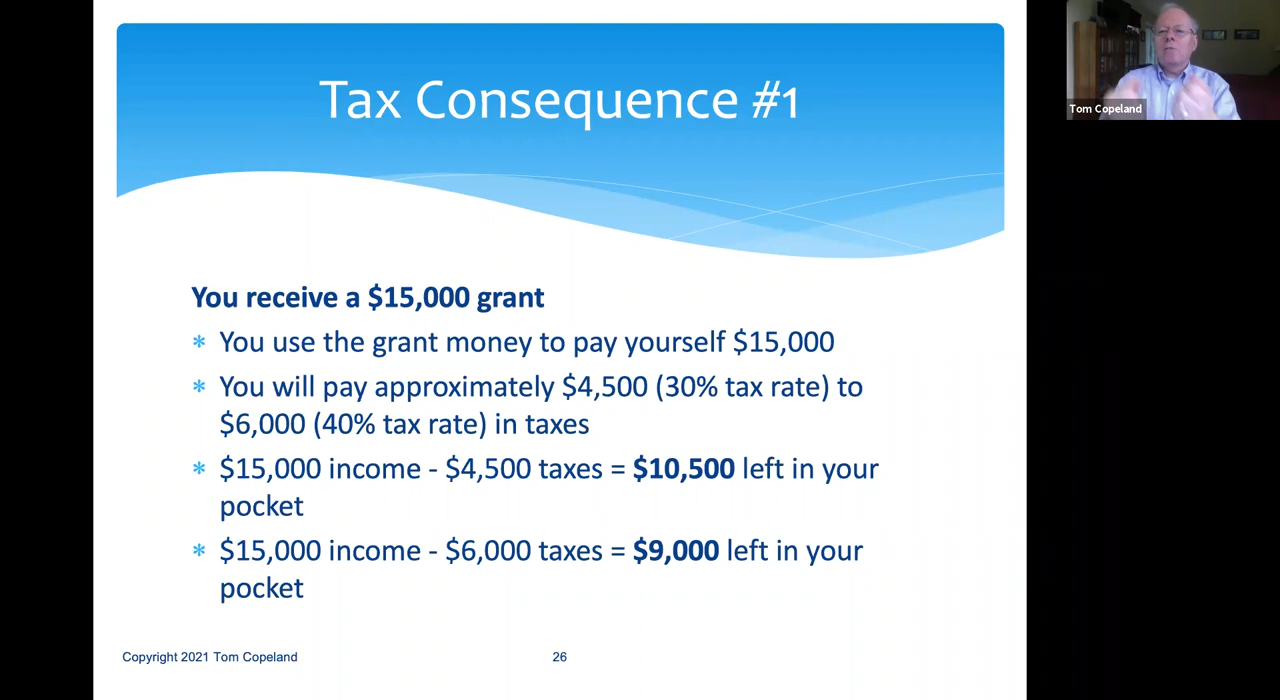 Tax Consequence #1
Tom Copeland
You receive a $15,000 grant
* You use the grant money to pay yourself $15,000
* You will pay approximately $4,500 (30% tax rate) to
$6,000 (40% tax rate) in taxes
* $15,000 income - $4,500 taxes = $10,500 left in your
pocket
* $15,000 income - $6,000 taxes = $9,000 left in your
pocket
Copyright 2021 Tom Copeland
26